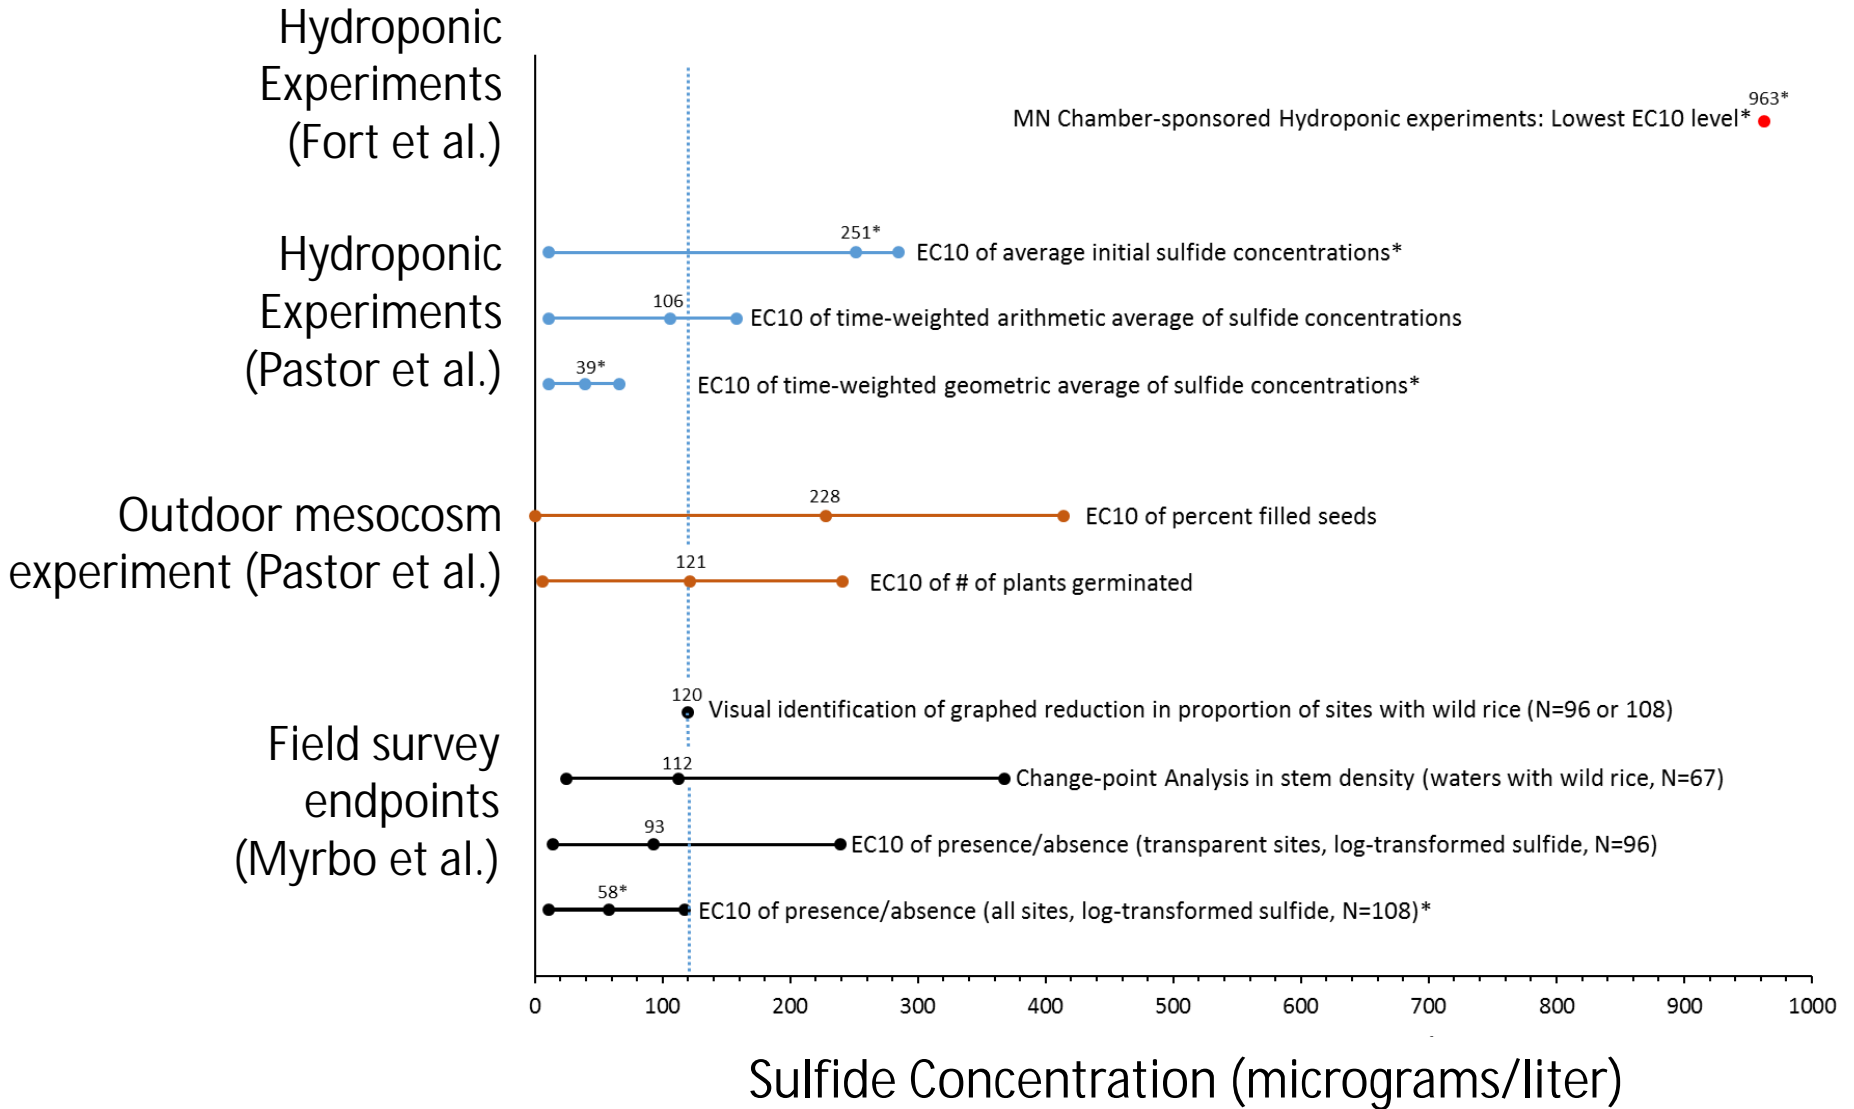 Hydroponic
Experiments
(Fort et al.)
963*
MN Chamber-sponsored Hydroponic experiments: Lowest EC10 level*
Hydroponic
Experiments
(Pastor et al.)
251*
EC10 of average initial sulfide concentrations*
106
EC10 of time-weighted arithmetic average of sulfide concentrations
39*
EC10 of time-weighted geometric average of sulfide concentrations*
Outdoor mesocosm
experiment (Pastor et al.)
228
EC10 of percent filled seeds
121
EC10 of # of plants germinated
Field survey
endpoints
(Myrbo et al.)
120
Visual identification of graphed reduction in proportion of sites with wild rice (N=96 or 108)
112
Change-point Analysis in stem density (waters with wild rice, N=67)
93
EC10 of presence/absence (transparent sites, log-transformed sulfide, N=96)
58*
EC10 of presence/absence (all sites, log-transformed sulfide, N=108)*
0 100 200 300 400 500 600 700 800 900 1000
Sulfide Concentration (micrograms/liter)